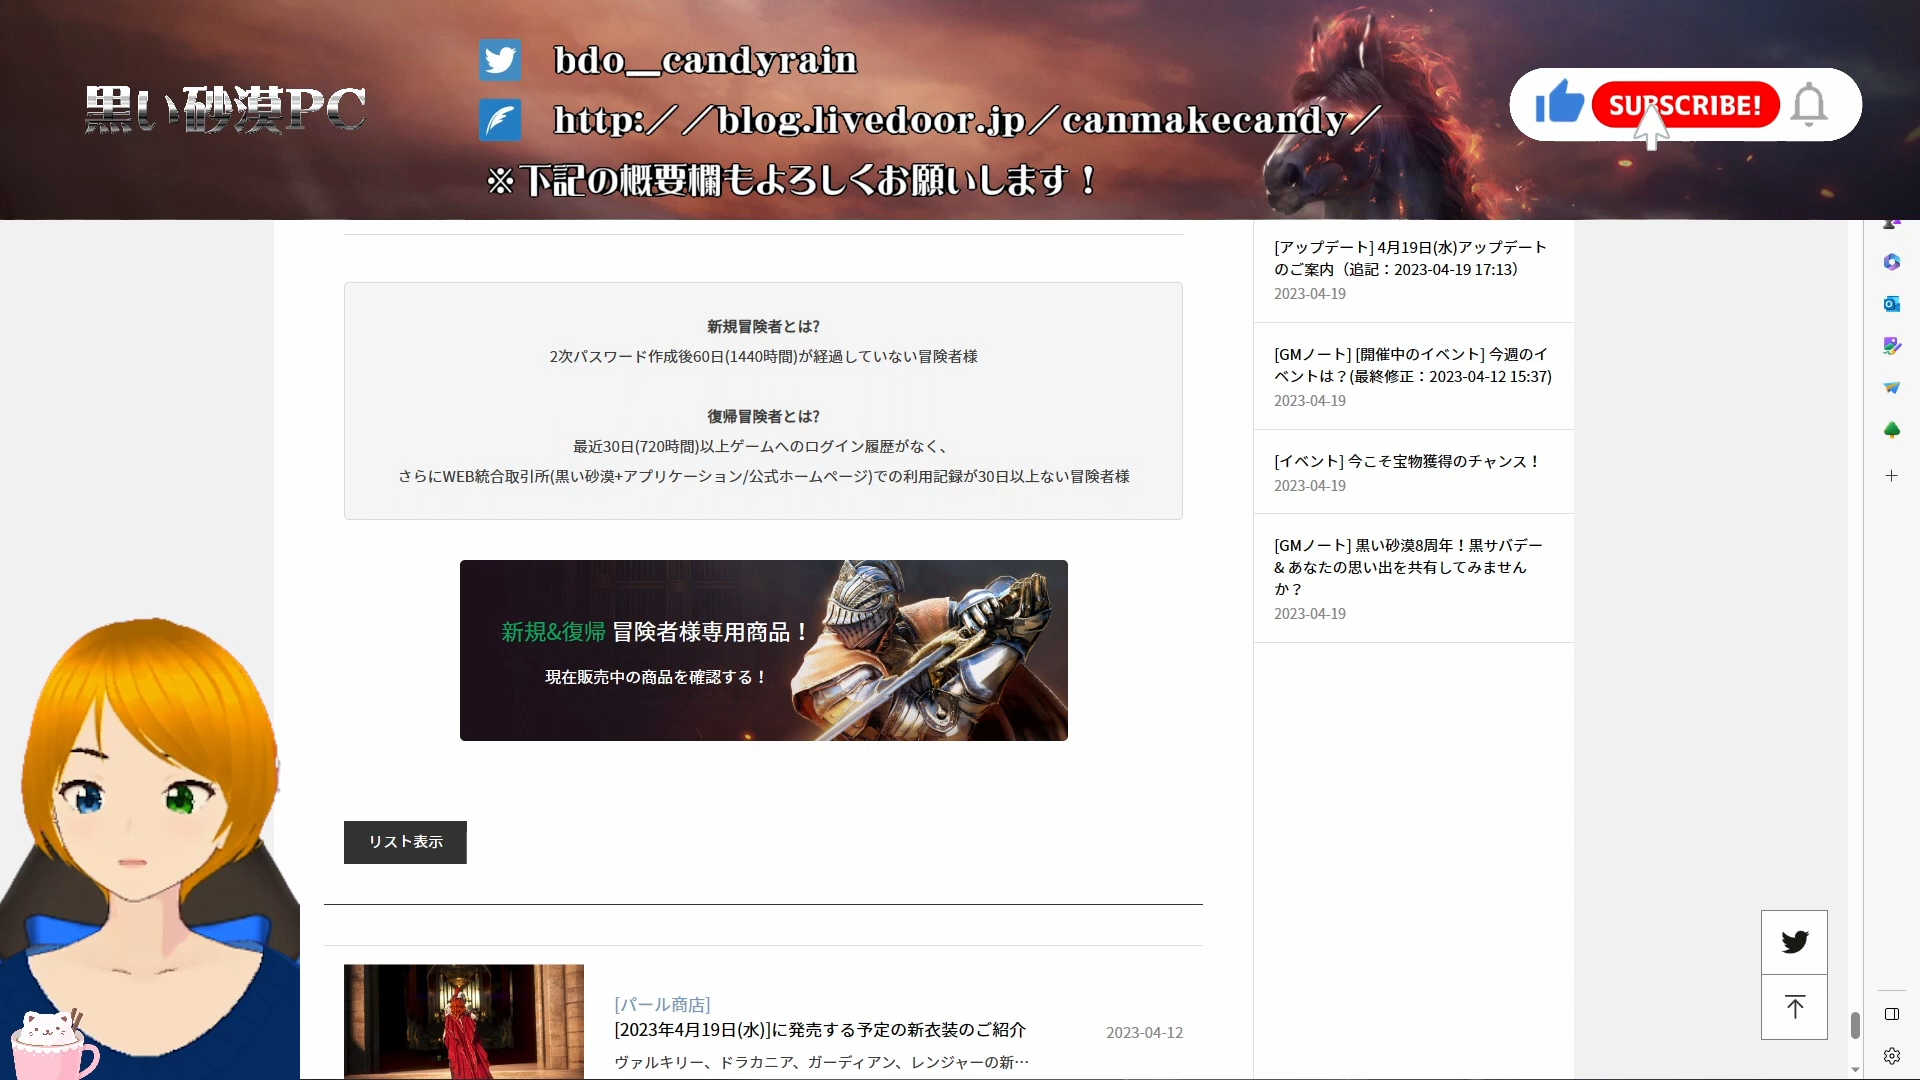 黒い砂漠PC
bdo__candyrain
http://blog.livedoor.jp/canmakecandy/
※下記の概要欄もよろしくお願いします！
SUBSCRIBE!
新規冒険者とは?
2次パスワード作成後60日(1440時間)が経過していない冒険者様
復帰冒険者とは?
最近30日(720時間)以上ゲームへのログイン履歴がなく、
さらにWEB統合取引所(黒い砂漠+アプリケーション/公式ホームページ)での利用記録が30日以上ない冒険者様
新規&復帰 冒険者様専用商品！
現在販売中の商品を確認する！
リスト表示
[パール商店]
[2023年4月19日(水)]に発売する予定の新衣装のご紹介
2023-04-12
ヴァルキリー、ドラカニア、ガーディアン、レンジャーの新…
[アップデート] 4月19日(水)アップデート
のご案内（追記：2023-04-19 17:13）
2023-04-19
[GMノート] [開催中のイベント] 今週のイ
ベントは？(最終修正：2023-04-12 15:37)
2023-04-19
[イベント] 今こそ宝物獲得のチャンス！
2023-04-19
[GMノート] 黒い砂漠8周年！黒サバデー
& あなたの思い出を共有してみません
か？
2023-04-19